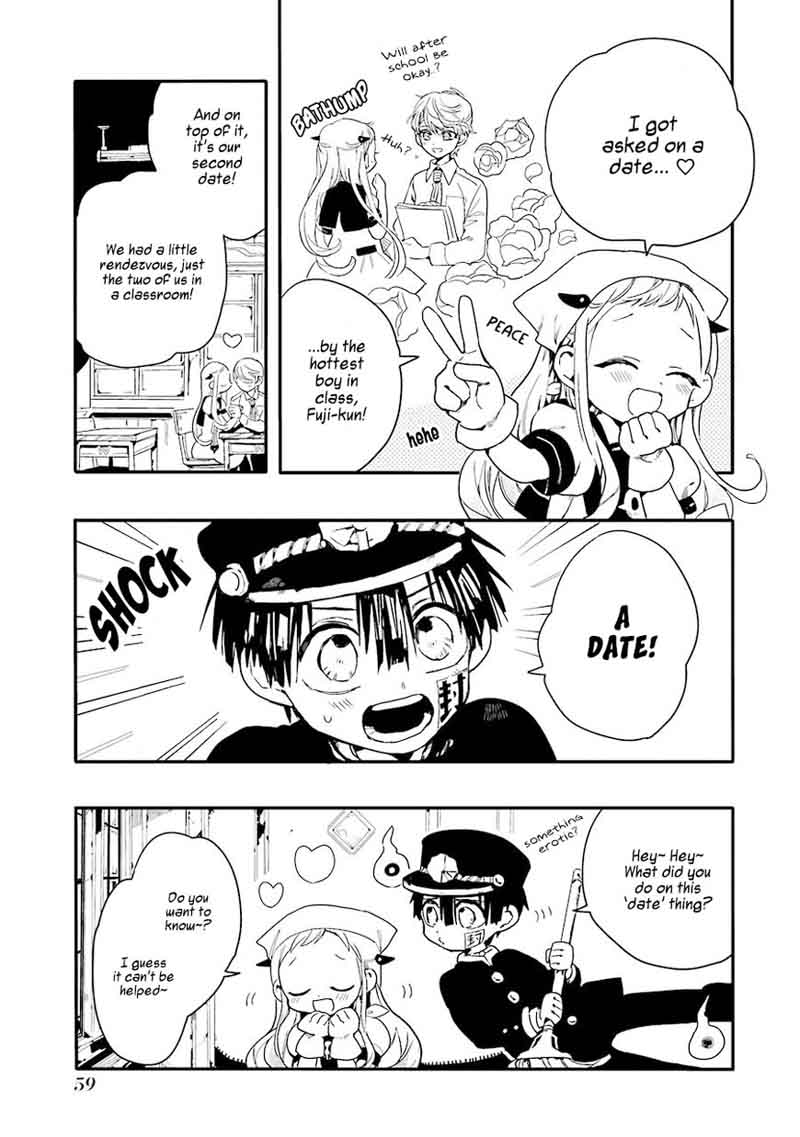 I got
asked on a
date... ♡
Will after
school be
okay..?
BATHUMP
Huh?
PEACE
...by the
hottest
boy in
class,
Fuji-kun!
hehe
And on
top of it,
it's our
second
date!
We had a little
rendezvous, just
the two of us in
a classroom!
A
DATE!
SHOCK
封
Hey~ Hey~
What did you
do on this
'date' thing?
something
erotic?
封
Do you
want to
know~?
I guess
it can't be
helped~
59